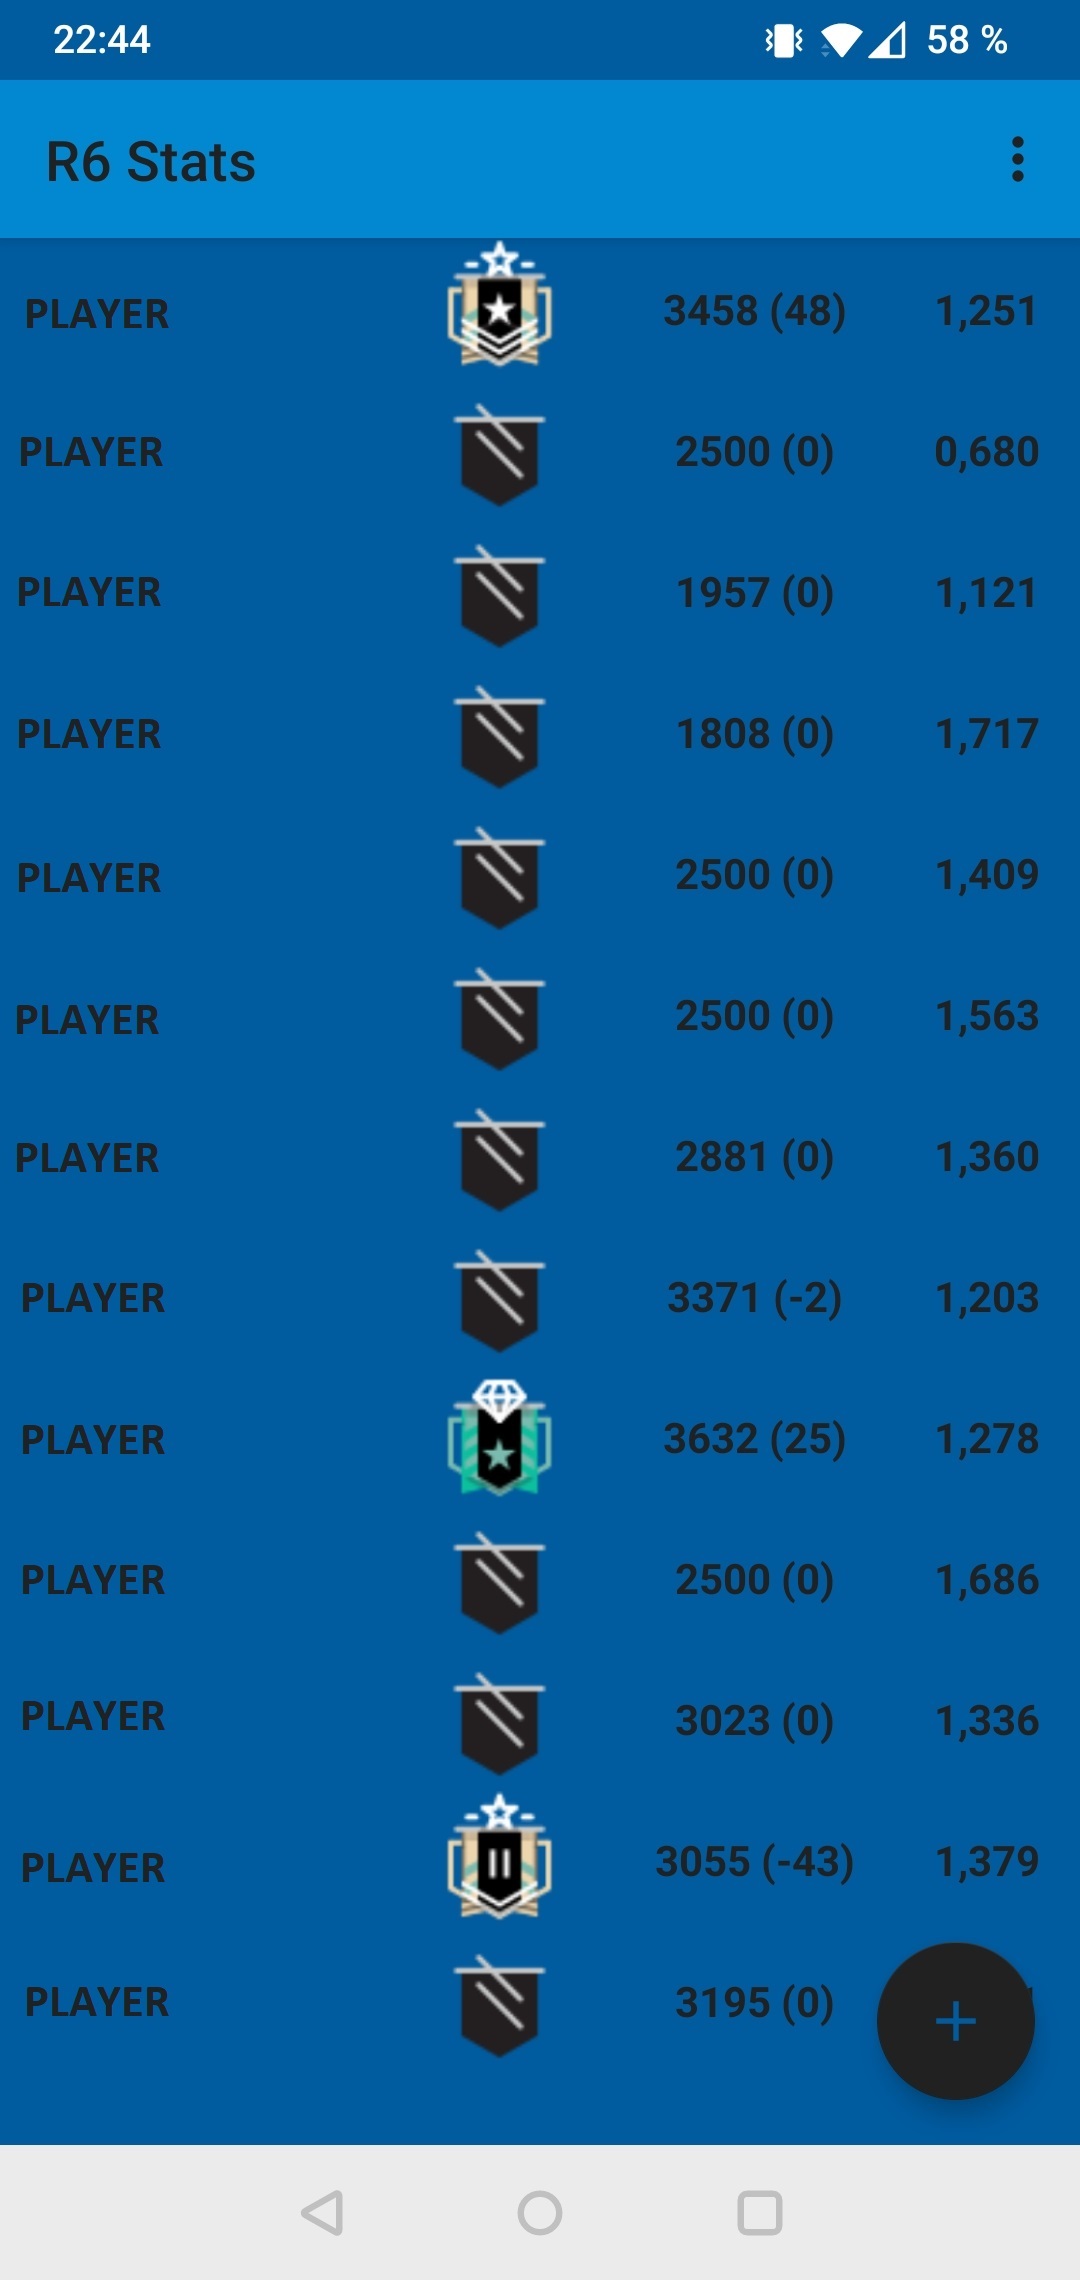 22:44 58 %
R6 Stats
PLAYER 3458 (48) 1,251
PLAYER 2500 (0) 0,680
PLAYER 1957 (0) 1,121
PLAYER 1808 (0) 1,717
PLAYER 2500 (0) 1,409
PLAYER 2500 (0) 1,563
PLAYER 2881 (0) 1,360
PLAYER 3371 (-2) 1,203
PLAYER 3632 (25) 1,278
PLAYER 2500 (0) 1,686
PLAYER 3023 (0) 1,336
PLAYER II 3055 (-43) 1,379
PLAYER 3195 (0)